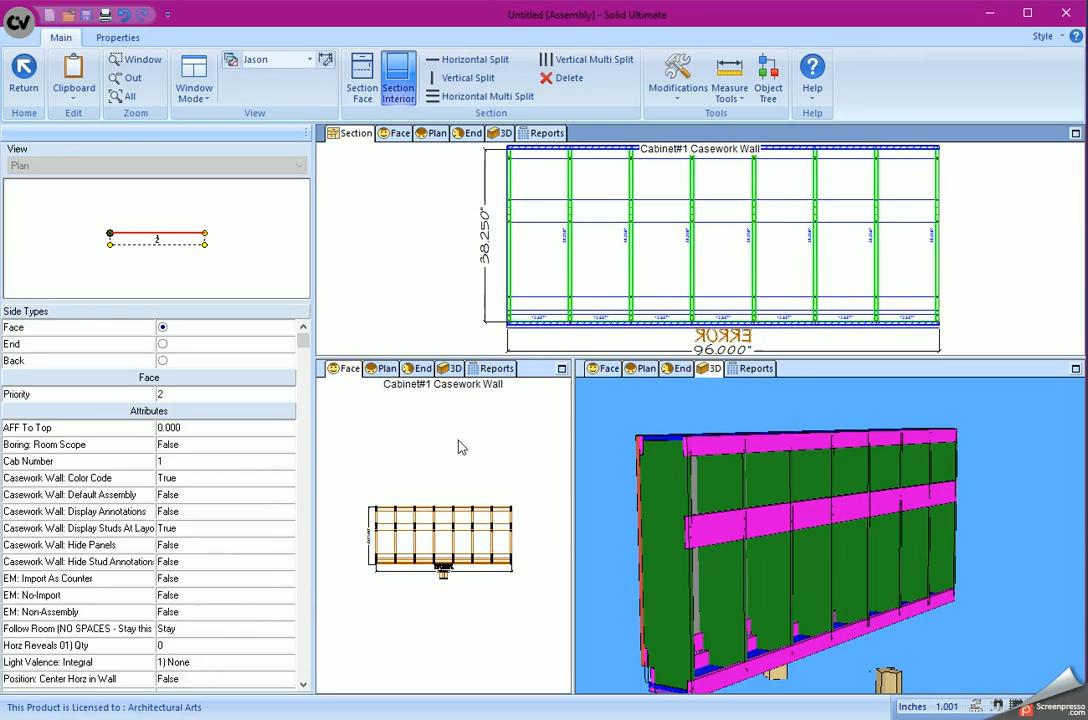 CV
Untitled [Assembly] - Solid Ultimate
Main
Properties
Style
Return
Home
Clipboard
Edit
Window
Out
All
Zoom
Window Mode
Jason
View
Section Face
Section Interior
Horizontal Split
Vertical Split
Horizontal Multi Split
Vertical Multi Split
Delete
Section
Modifications
Measure Tools
Object Tree
Tools
Help
Help
View
Plan
2
Side Types
Face
End
Back
Face
Priority 2
Attributes
AFF To Top 0.000
Boring: Room Scope False
Cab Number 1
Casework Wall: Color Code True
Casework Wall: Default Assembly False
Casework Wall: Display Annotations False
Casework Wall: Display Studs At Layo True
Casework Wall: Hide Panels False
Casework Wall: Hide Stud Annotations False
EM: Import As Counter False
EM: No-Import False
EM: Non-Assembly False
Follow Room (NO SPACES - Stay this Stay
Horz Reveals 01) Qty 0
Light Valence: Integral 1) None
Position: Center Horz in Wall False
Section Face Plan End 3D Reports
Cabinet#1 Casework Wall
38.250"
ERROR
96.000"
Face Plan End 3D Reports
Cabinet#1 Casework Wall
Face Plan End 3D Reports
This Product is Licensed to : Architectural Arts
Inches 1.001
Screenpresso
.com